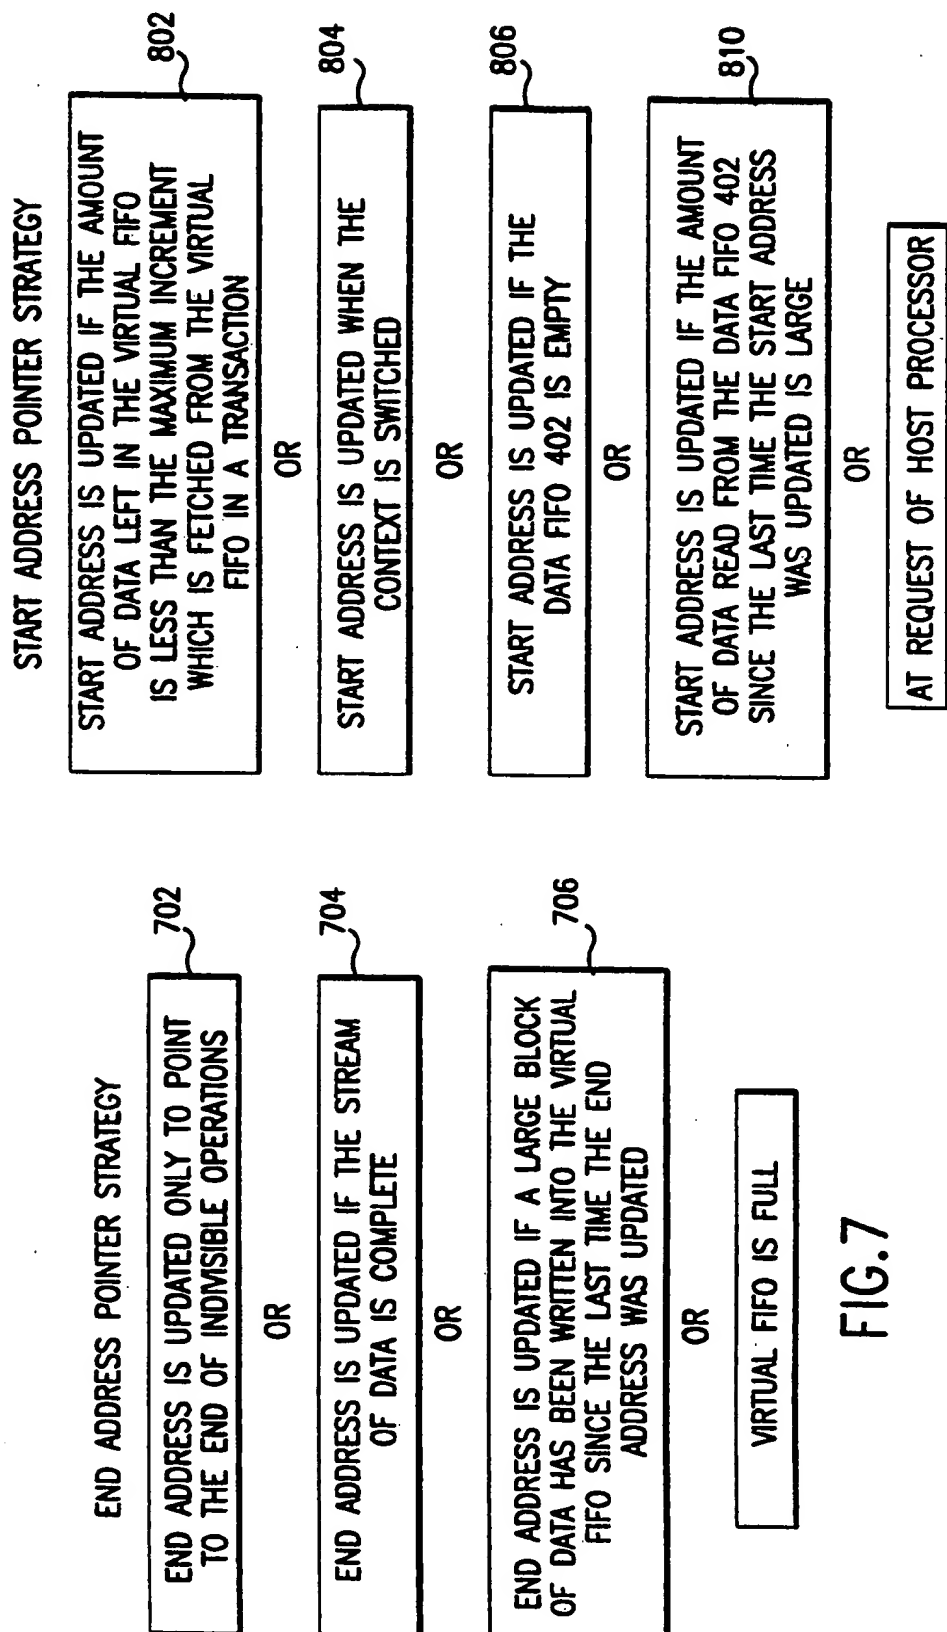 END ADDRESS POINTER STRATEGY
702
END ADDRESS IS UPDATED ONLY TO POINT
TO THE END OF INDIVISIBLE OPERATIONS
OR
704
END ADDRESS IS UPDATED IF THE STREAM
OF DATA IS COMPLETE
OR
706
END ADDRESS IS UPDATED IF A LARGE BLOCK
OF DATA HAS BEEN WRITTEN INTO THE VIRTUAL
FIFO SINCE THE LAST TIME THE END
ADDRESS WAS UPDATED
OR
VIRTUAL FIFO IS FULL
FIG.7
START ADDRESS POINTER STRATEGY
802
START ADDRESS IS UPDATED IF THE AMOUNT
OF DATA LEFT IN THE VIRTUAL FIFO
IS LESS THAN THE MAXIMUM INCREMENT
WHICH IS FETCHED FROM THE VIRTUAL
FIFO IN A TRANSACTION
OR
804
START ADDRESS IS UPDATED WHEN THE
CONTEXT IS SWITCHED
OR
806
START ADDRESS IS UPDATED IF THE
DATA FIFO 402 IS EMPTY
OR
810
START ADDRESS IS UPDATED IF THE AMOUNT
OF DATA READ FROM THE DATA FIFO 402
SINCE THE LAST TIME THE START ADDRESS
WAS UPDATED IS LARGE
OR
AT REQUEST OF HOST PROCESSOR